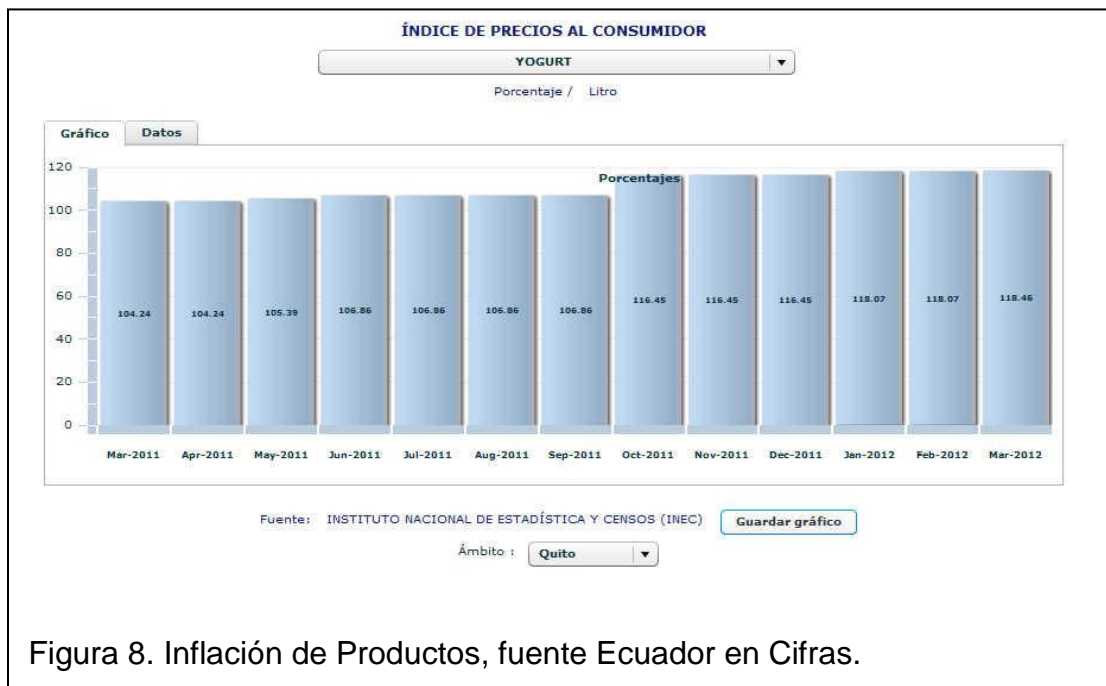 ÍNDICE DE PRECIOS AL CONSUMIDOR
YOGURT
Porcentaje / Litro
Gráfico Datos
Porcentajes
120
100
80
60
40
20
0
104.24 104.24 105.39 106.86 106.86 106.86 106.86 116.45 116.45 116.45 118.07 118.07 118.46
Mar-2011 Apr-2011 May-2011 Jun-2011 Jul-2011 Aug-2011 Sep-2011 Oct-2011 Nov-2011 Dec-2011 Jan-2012 Feb-2012 Mar-2012
Fuente: INSTITUTO NACIONAL DE ESTADÍSTICA Y CENSOS (INEC) Guardar gráfico
Ámbito : Quito
Figura 8. Inflación de Productos, fuente Ecuador en Cifras.